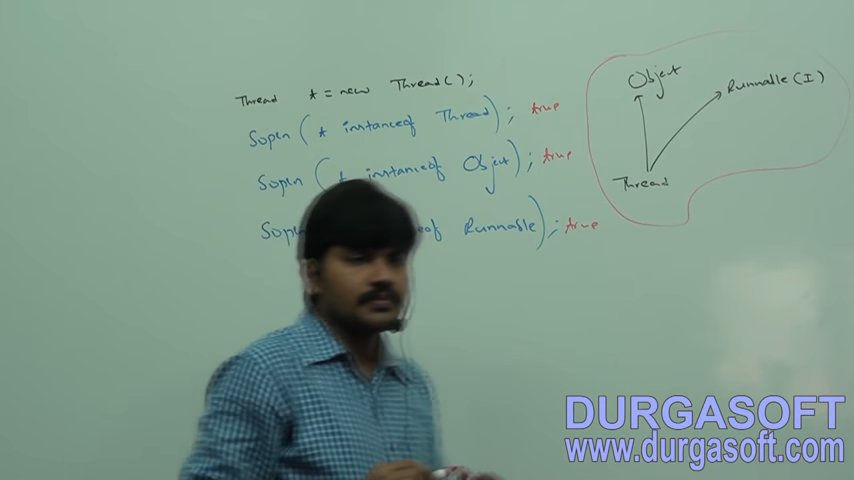 Thread t = new Thread();
Sopln(t instanceof Thread); true
Sopln(t instanceof Object); true
Sopln eof Runnable); true
Object
Runnable(I)
Thread
DURGASOFT
www.durgasoft.com